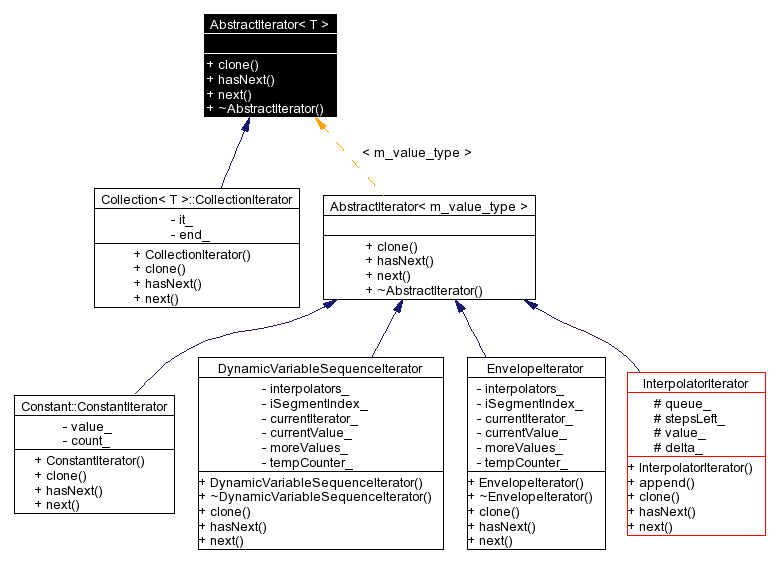 AbstractIterator< T >
+ clone()
+ hasNext()
+ next()
+ ~AbstractIterator()
< m_value_type >
Collection< T >::CollectionIterator
- it_
- end_
+ CollectionIterator()
+ clone()
+ hasNext()
+ next()
AbstractIterator< m_value_type >
+ clone()
+ hasNext()
+ next()
+ ~AbstractIterator()
Constant::ConstantIterator
- value_
- count_
+ ConstantIterator()
+ clone()
+ hasNext()
+ next()
DynamicVariableSequenceIterator
- interpolators_
- iSegmentIndex_
- currentIterator_
- currentValue_
- moreValues_
- tempCounter_
+ DynamicVariableSequenceIterator()
+ ~DynamicVariableSequenceIterator()
+ clone()
+ hasNext()
+ next()
EnvelopeIterator
- interpolators_
- iSegmentIndex_
- currentIterator_
- currentValue_
- moreValues_
- tempCounter_
+ EnvelopeIterator()
+ ~EnvelopeIterator()
+ clone()
+ hasNext()
+ next()
InterpolatorIterator
# queue_
# stepsLeft_
# value_
# delta_
+ InterpolatorIterator()
+ append()
+ clone()
+ hasNext()
+ next()